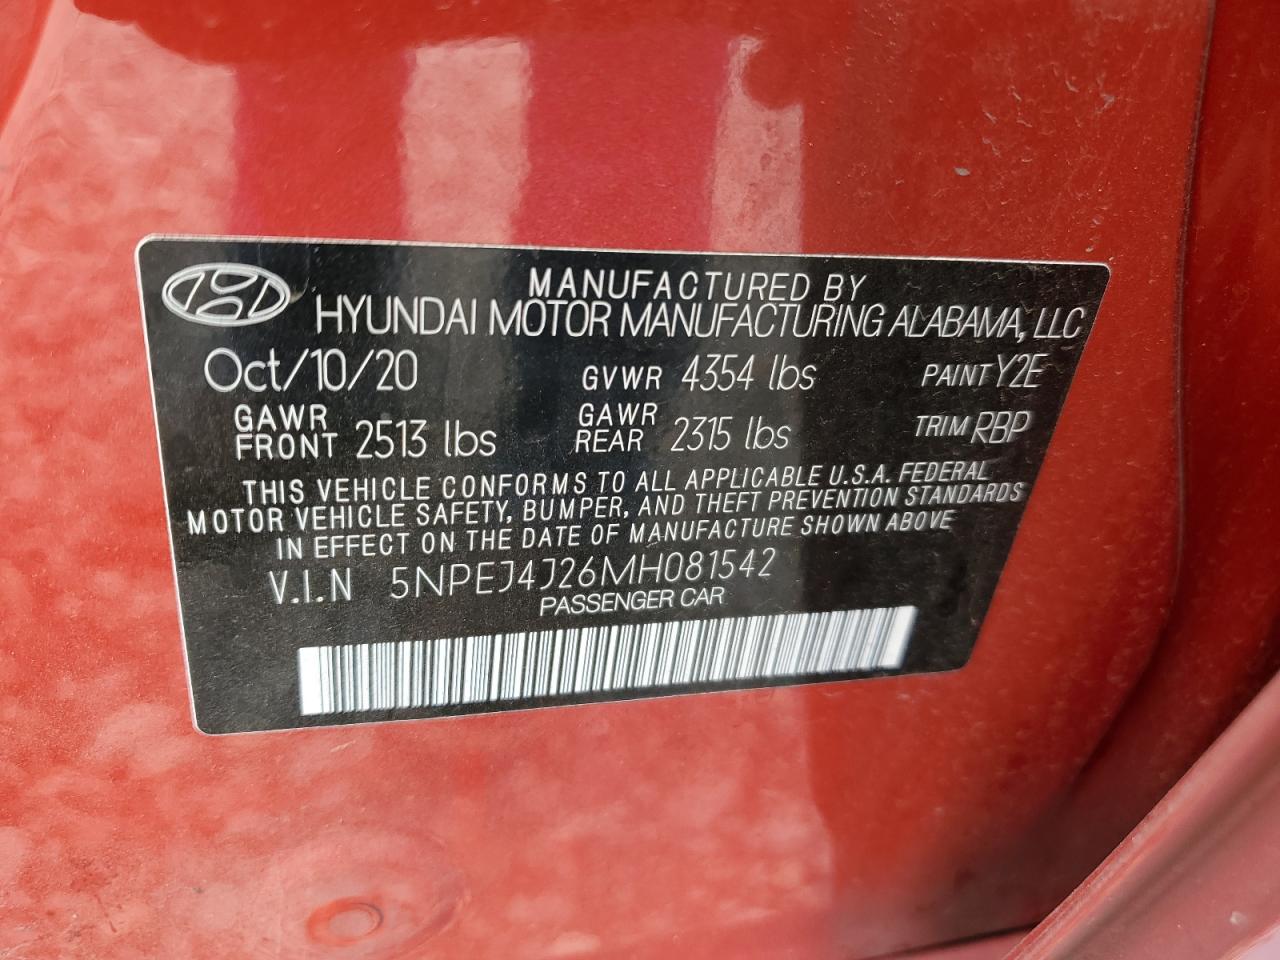 MANUFACTURED BY
HYUNDAI MOTOR MANUFACTURING ALABAMA, LLC
Oct/10/20 GVWR 4354 lbs PAINT Y2E
GAWR FRONT 2513 lbs GAWR REAR 2315 lbs TRIM RBP
THIS VEHICLE CONFORMS TO ALL APPLICABLE U.S.A. FEDERAL
MOTOR VEHICLE SAFETY, BUMPER, AND THEFT PREVENTION STANDARDS
IN EFFECT ON THE DATE OF MANUFACTURE SHOWN ABOVE
V.I.N 5NPEJ4J26MH081542
PASSENGER CAR